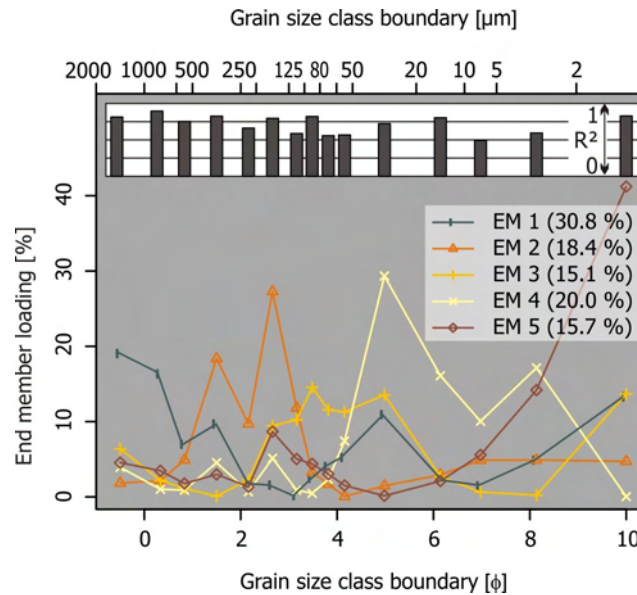 Grain size class boundary [µm]
2000 1000 500 250 125 80 50 20 10 5 2
1
R²
0
40
30
20
10
0
End member loading [%]
EM 1 (30.8 %)
EM 2 (18.4 %)
EM 3 (15.1 %)
EM 4 (20.0 %)
EM 5 (15.7 %)
0 2 4 6 8 10
Grain size class boundary [ϕ]